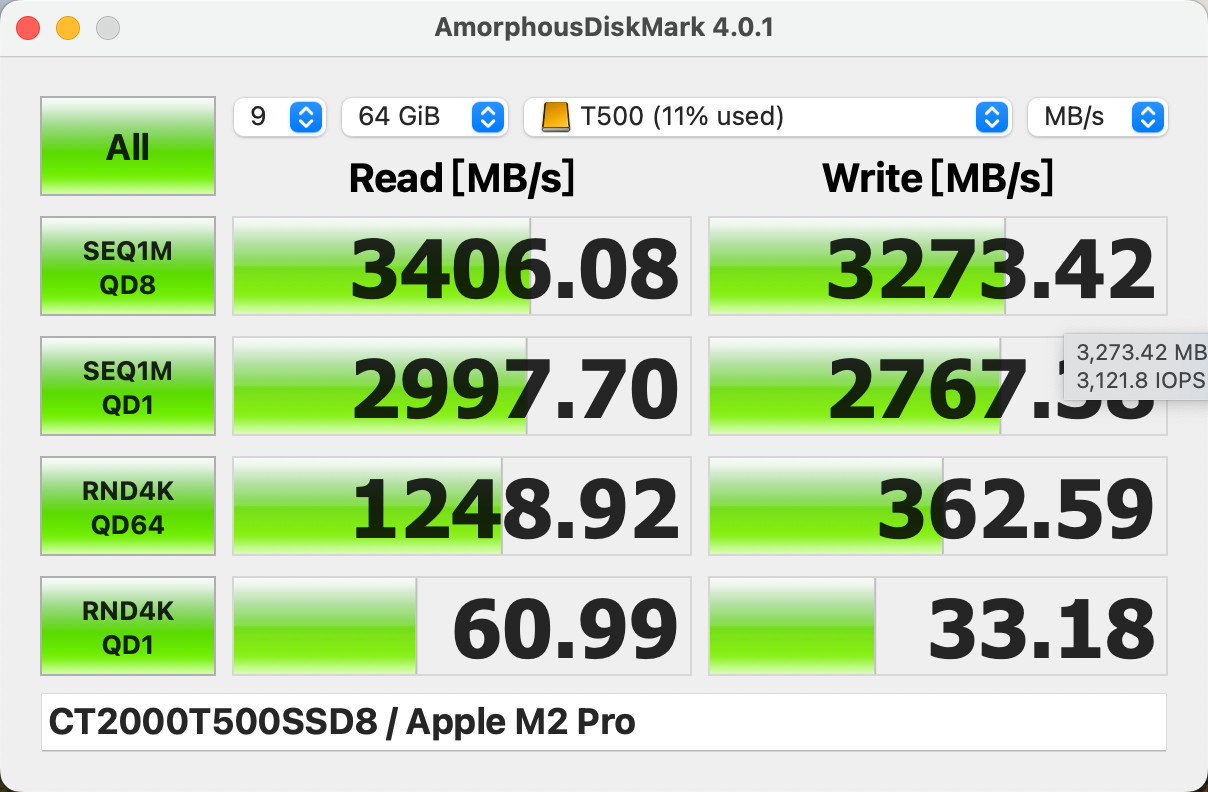 AmorphousDiskMark 4.0.1
All
9
64 GiB
T500 (11% used)
MB/s
Read [MB/s]
Write [MB/s]
SEQ1M
QD8
3406.08
3273.42
SEQ1M
QD1
2997.70
2767.38
3,273.42 MB
3,121.8 IOPS
RND4K
QD64
1248.92
362.59
RND4K
QD1
60.99
33.18
CT2000T500SSD8 / Apple M2 Pro